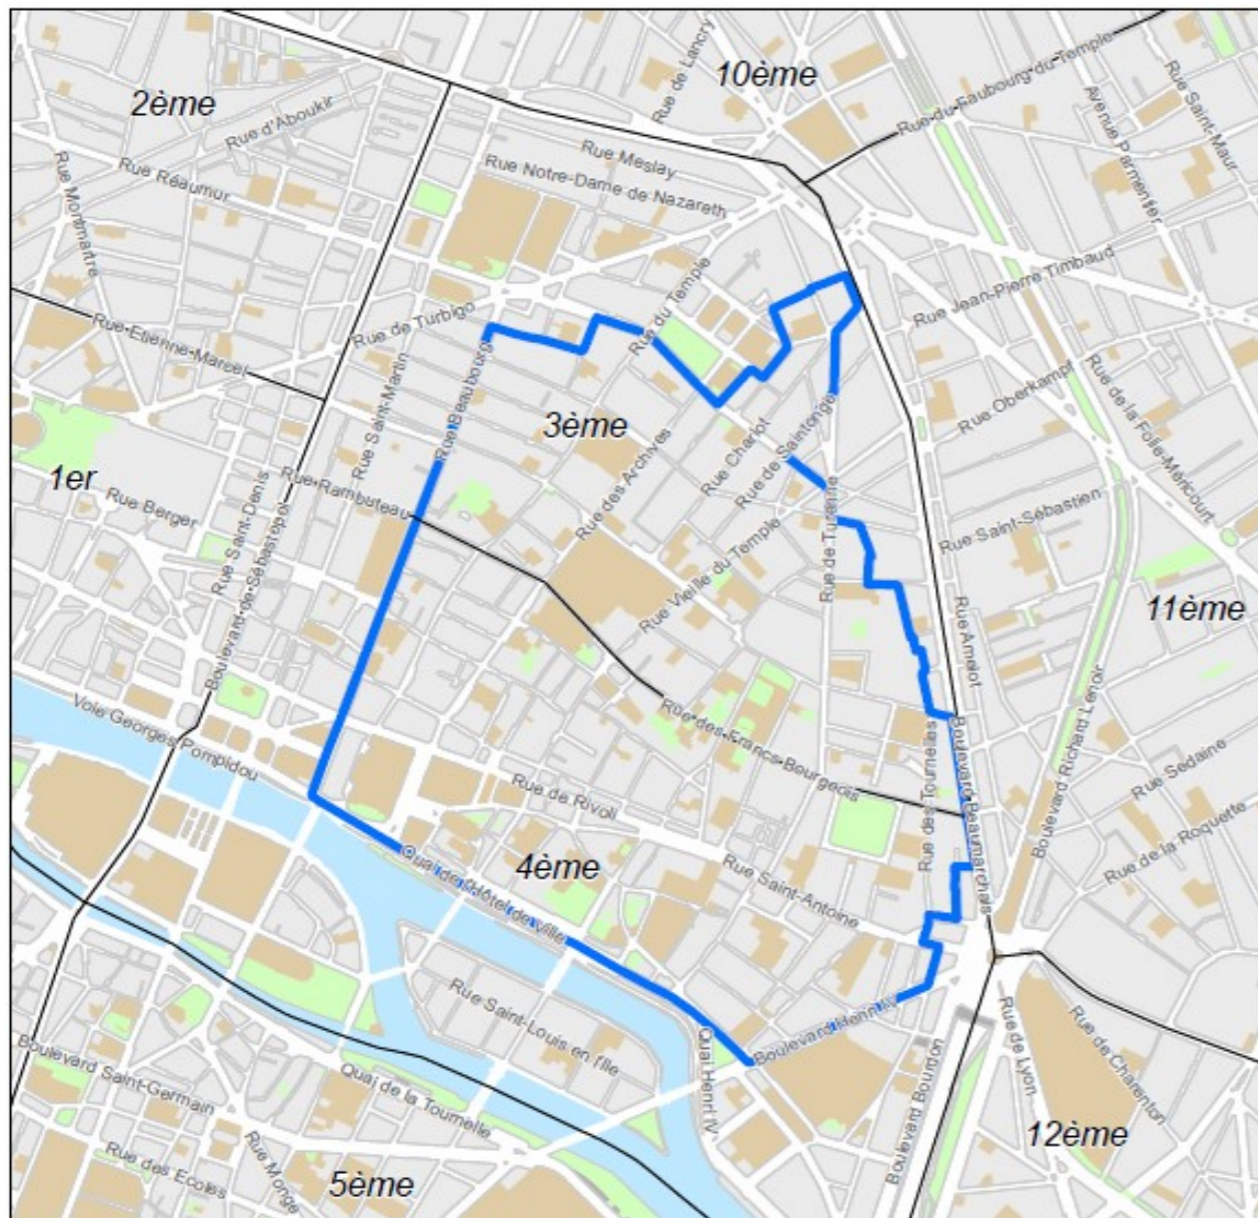 Rue de Lancry
10ème
2ème
Rue du Faubourg du Temple
Rue Saint-Maur
Avenue Parmentier
Rue d'Aboukir
Rue Meslay
Rue Réaumur
Rue Notre-Dame de Nazareth
Rue Montmartre
Rue Jean-Pierre Timbaud
Rue du Temple
Rue de Turbigo
Rue Etienne-Marcel
Rue Beaubourg
Rue Saint-Martin
Rue Oberkampf
Rue de la Folie-Méricourt
3ème
Rue Charlot
Rue de Saintonge
Rue des Archives
1er
Rue Rambuteau
Rue Berger
Rue Saint-Denis
Boulevard de Sébastopol
Rue de Turenne
Rue Saint-Sébastien
Rue Vieille du Temple
11ème
Rue Amelot
Voie Georges Pompidou
Rue des Francs-Bourgeois
Rue des Tournelles
Boulevard Beaumarchais
Boulevard Richard Lenoir
Rue Sedaine
Rue de la Roquette
Rue de Rivoli
4ème
Rue Saint-Antoine
Quai de l'Hôtel de Ville
Rue Saint-Louis en l'Ile
Quai Henri IV
Boulevard Henri IV
Boulevard Bourdon
Rue de Lyon
Rue de Charenton
12ème
Boulevard Saint-Germain
Quai de la Tournelle
Rue Monge
Rue des Ecoles
5ème